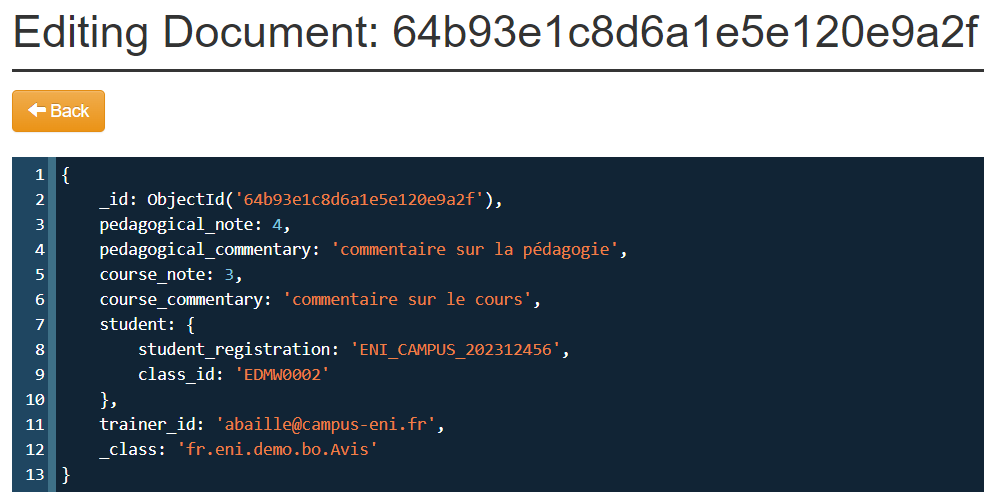 Editing Document: 64b93e1c8d6a1e5e120e9a2f
Back
1 {
2     _id: ObjectId('64b93e1c8d6a1e5e120e9a2f'),
3     pedagogical_note: 4,
4     pedagogical_commentary: 'commentaire sur la pédagogie',
5     course_note: 3,
6     course_commentary: 'commentaire sur le cours',
7     student: {
8         student_registration: 'ENI_CAMPUS_202312456',
9         class_id: 'EDMW0002'
10     },
11     trainer_id: 'abaille@campus-eni.fr',
12     _class: 'fr.eni.demo.bo.Avis'
13 }